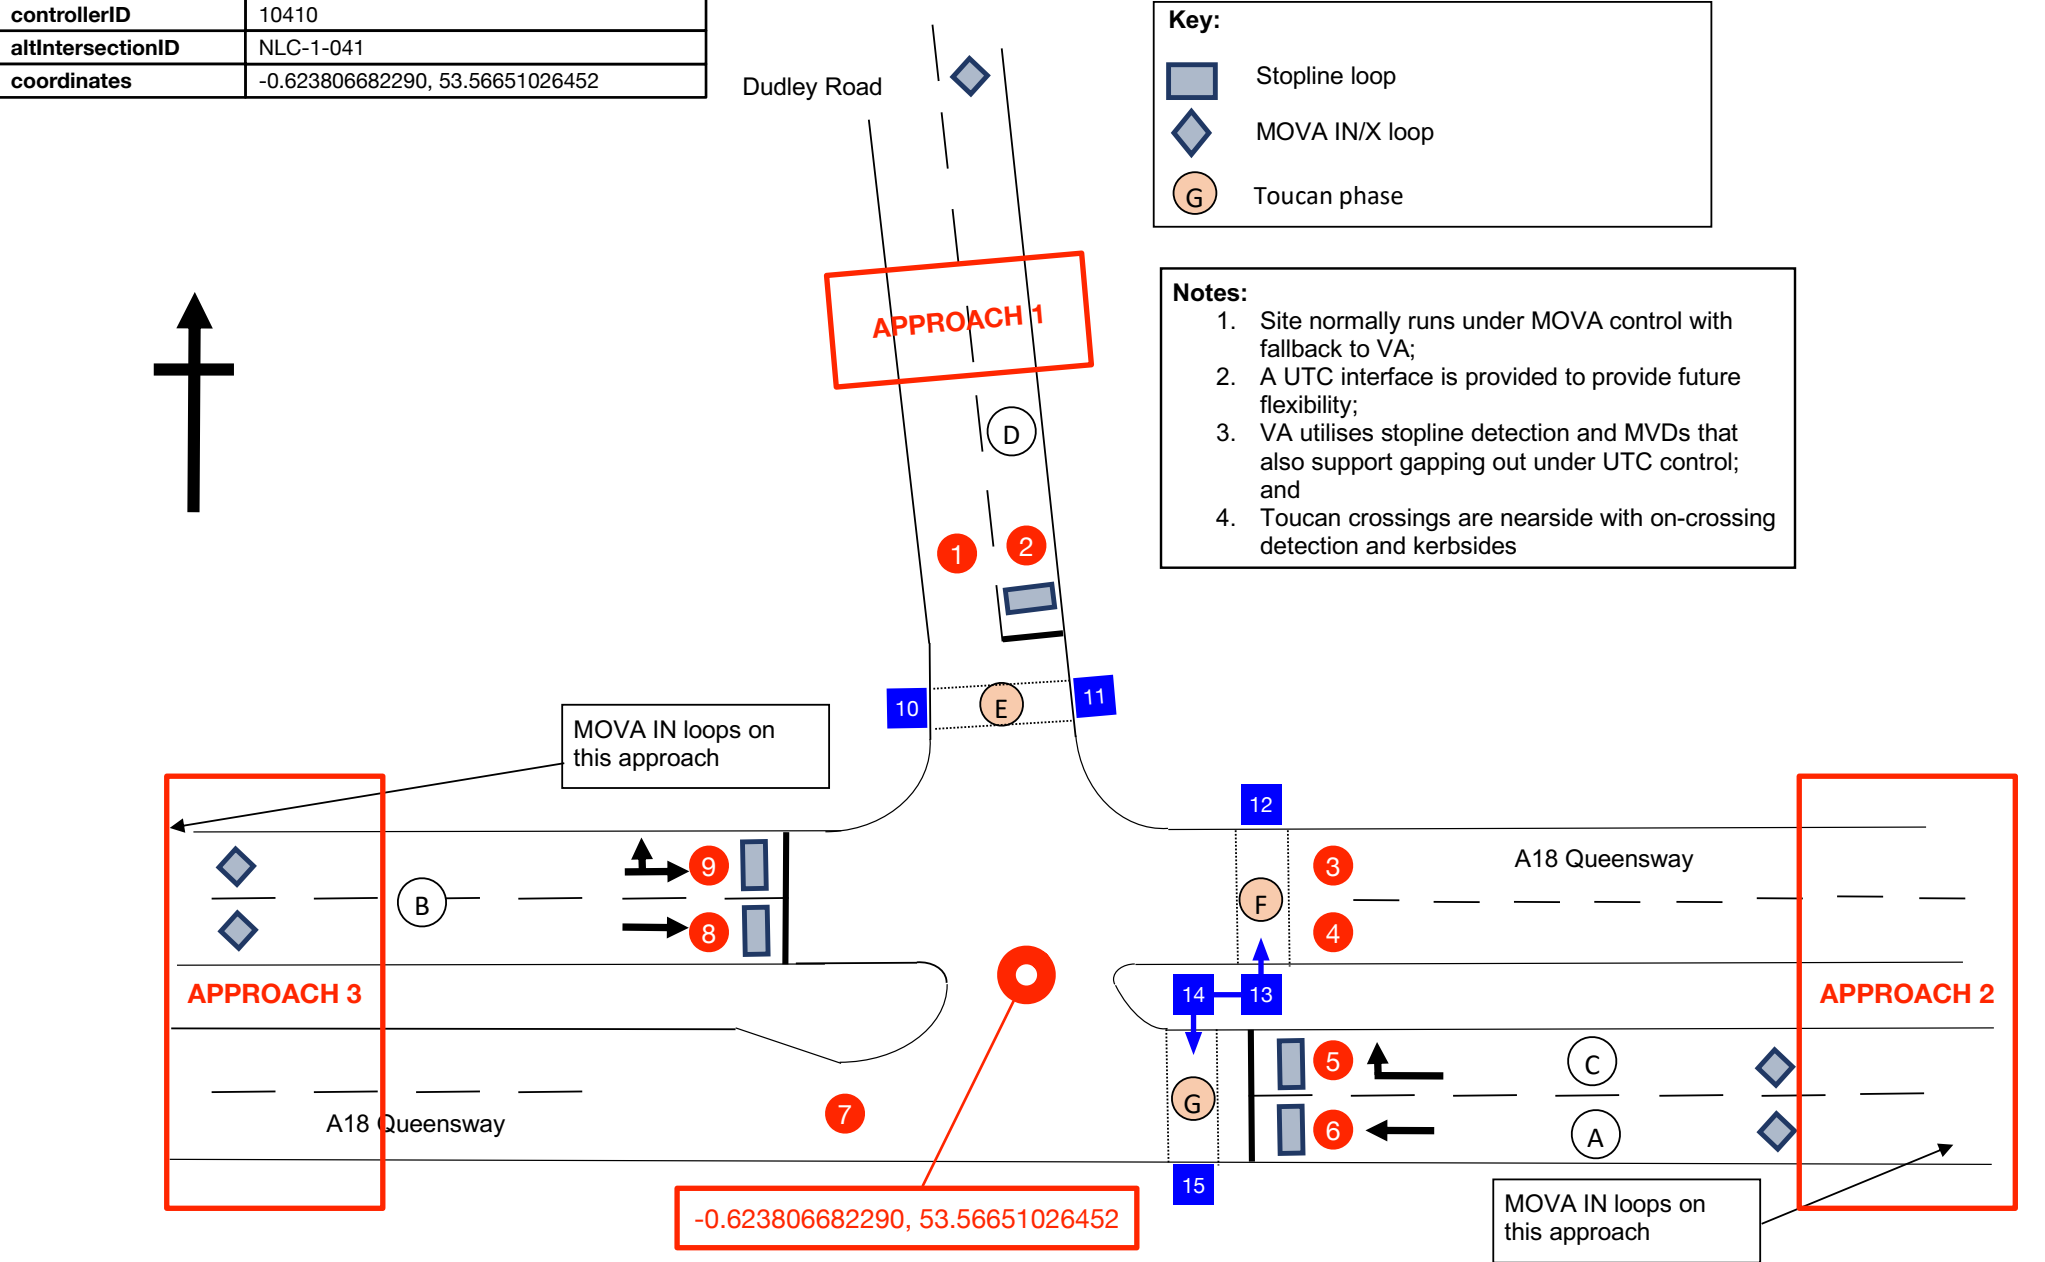 controllerID 10410
altIntersectionID NLC-1-041
coordinates -0.623806682290, 53.56651026452
Dudley Road
Key:
Stopline loop
MOVA IN/X loop
G Toucan phase
APPROACH 1
Notes:
1. Site normally runs under MOVA control with
fallback to VA;
2. A UTC interface is provided to provide future
flexibility;
3. VA utilises stopline detection and MVDs that
also support gapping out under UTC control;
and
4. Toucan crossings are nearside with on-crossing
detection and kerbsides
D
1 2
10 E 11
MOVA IN loops on
this approach
12
9 3 A18 Queensway
B F
8 4
APPROACH 3 14 13 APPROACH 2
5 C
G
7
A18 Queensway 6 A
15
-0.623806682290, 53.56651026452
MOVA IN loops on
this approach